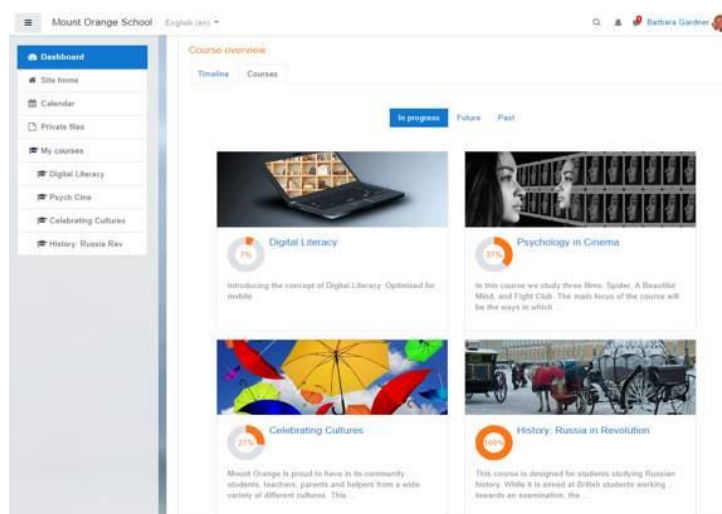 Mount Orange School English (en)
1 Barbara Gardner
Dashboard
Site home
Calendar
Private files
My courses
Digital Literacy
Psych Cine
Celebrating Cultures
History: Russia Rev
Course overview
Timeline Courses
In progress Future Past
7%
Digital Literacy
Introducing the concept of Digital Literacy. Optimised for
mobile.
Psychology in Cinema
In this course we study three films: Spider, A Beautiful
Mind, and Fight Club. The main focus of the course will
be the ways in which ...
Celebrating Cultures
Mount Orange is proud to have in its community
students, teachers, parents and helpers from a wide
variety of different cultures. This ...
100%
History: Russia in Revolution
This course is designed for students studying Russian
history. While it is aimed at British students working
towards an examination, the ...